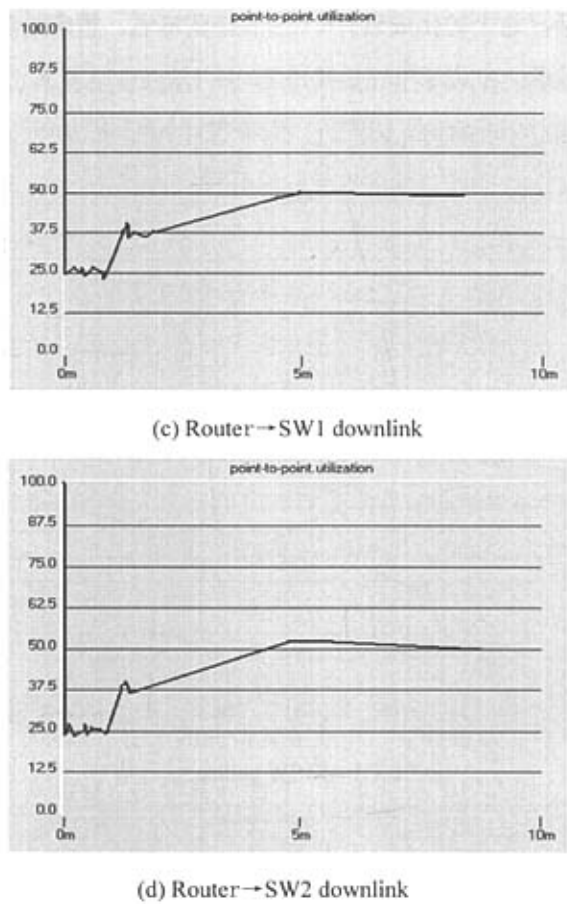 point-to-point.utilization
100.0
87.5
75.0
62.5
50.0
37.5
25.0
12.5
0.0
0m
5m
10m
(c) Router→SW1 downlink
point-to-point.utilization
100.0
87.5
75.0
62.5
50.0
37.5
25.0
12.5
0.0
0m
5m
10m
(d) Router→SW2 downlink